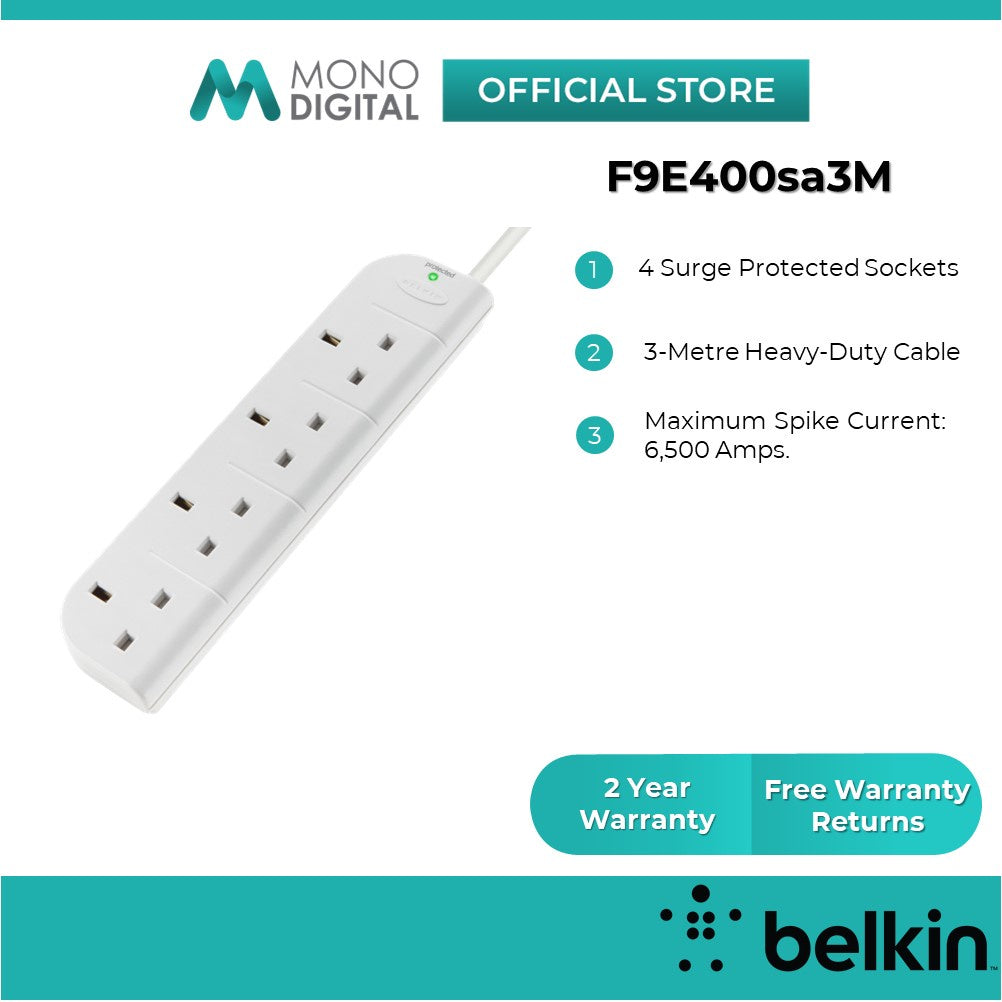 MONO
DIGITAL
OFFICIAL STORE
F9E400sa3M
protected
BELKIN
1 4 Surge Protected Sockets
2 3-Metre Heavy-Duty Cable
3 Maximum Spike Current:
6,500 Amps.
2 Year
Warranty
Free Warranty
Returns
belkin™